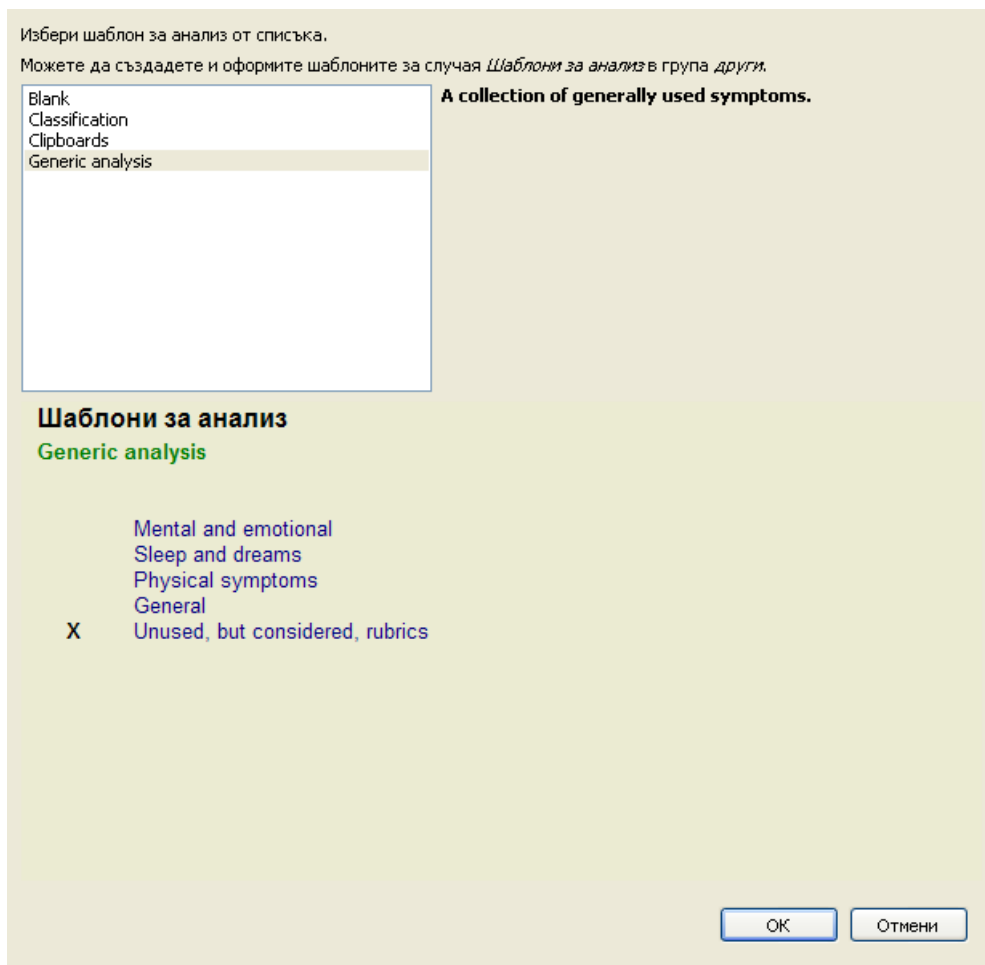 Избери шаблон за анализ от списъка.
Можете да създадете и оформите шаблоните за случая Шаблони за анализ в група други.
Blank
Classification
Clipboards
Generic analysis
A collection of generally used symptoms.
Шаблони за анализ
Generic analysis
Mental and emotional
Sleep and dreams
Physical symptoms
General
X Unused, but considered, rubrics
OK
Отмени